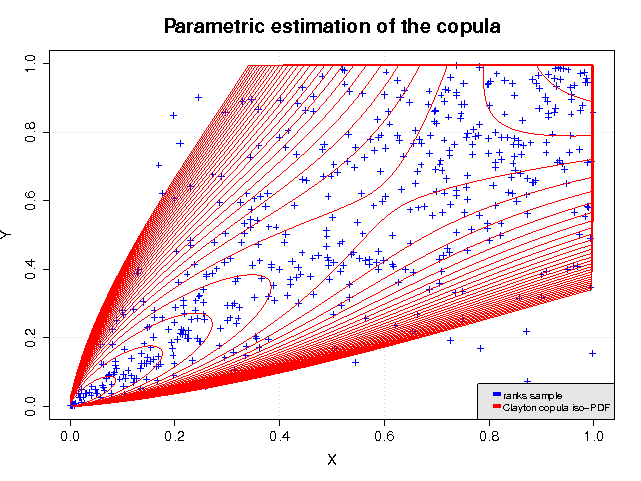 Parametric estimation of the copula
1.0
0.8
0.6
Y
0.4
0.2
0.0
ranks sample
Clayton copula iso-PDF
0.0 0.2 0.4 0.6 0.8 1.0
X